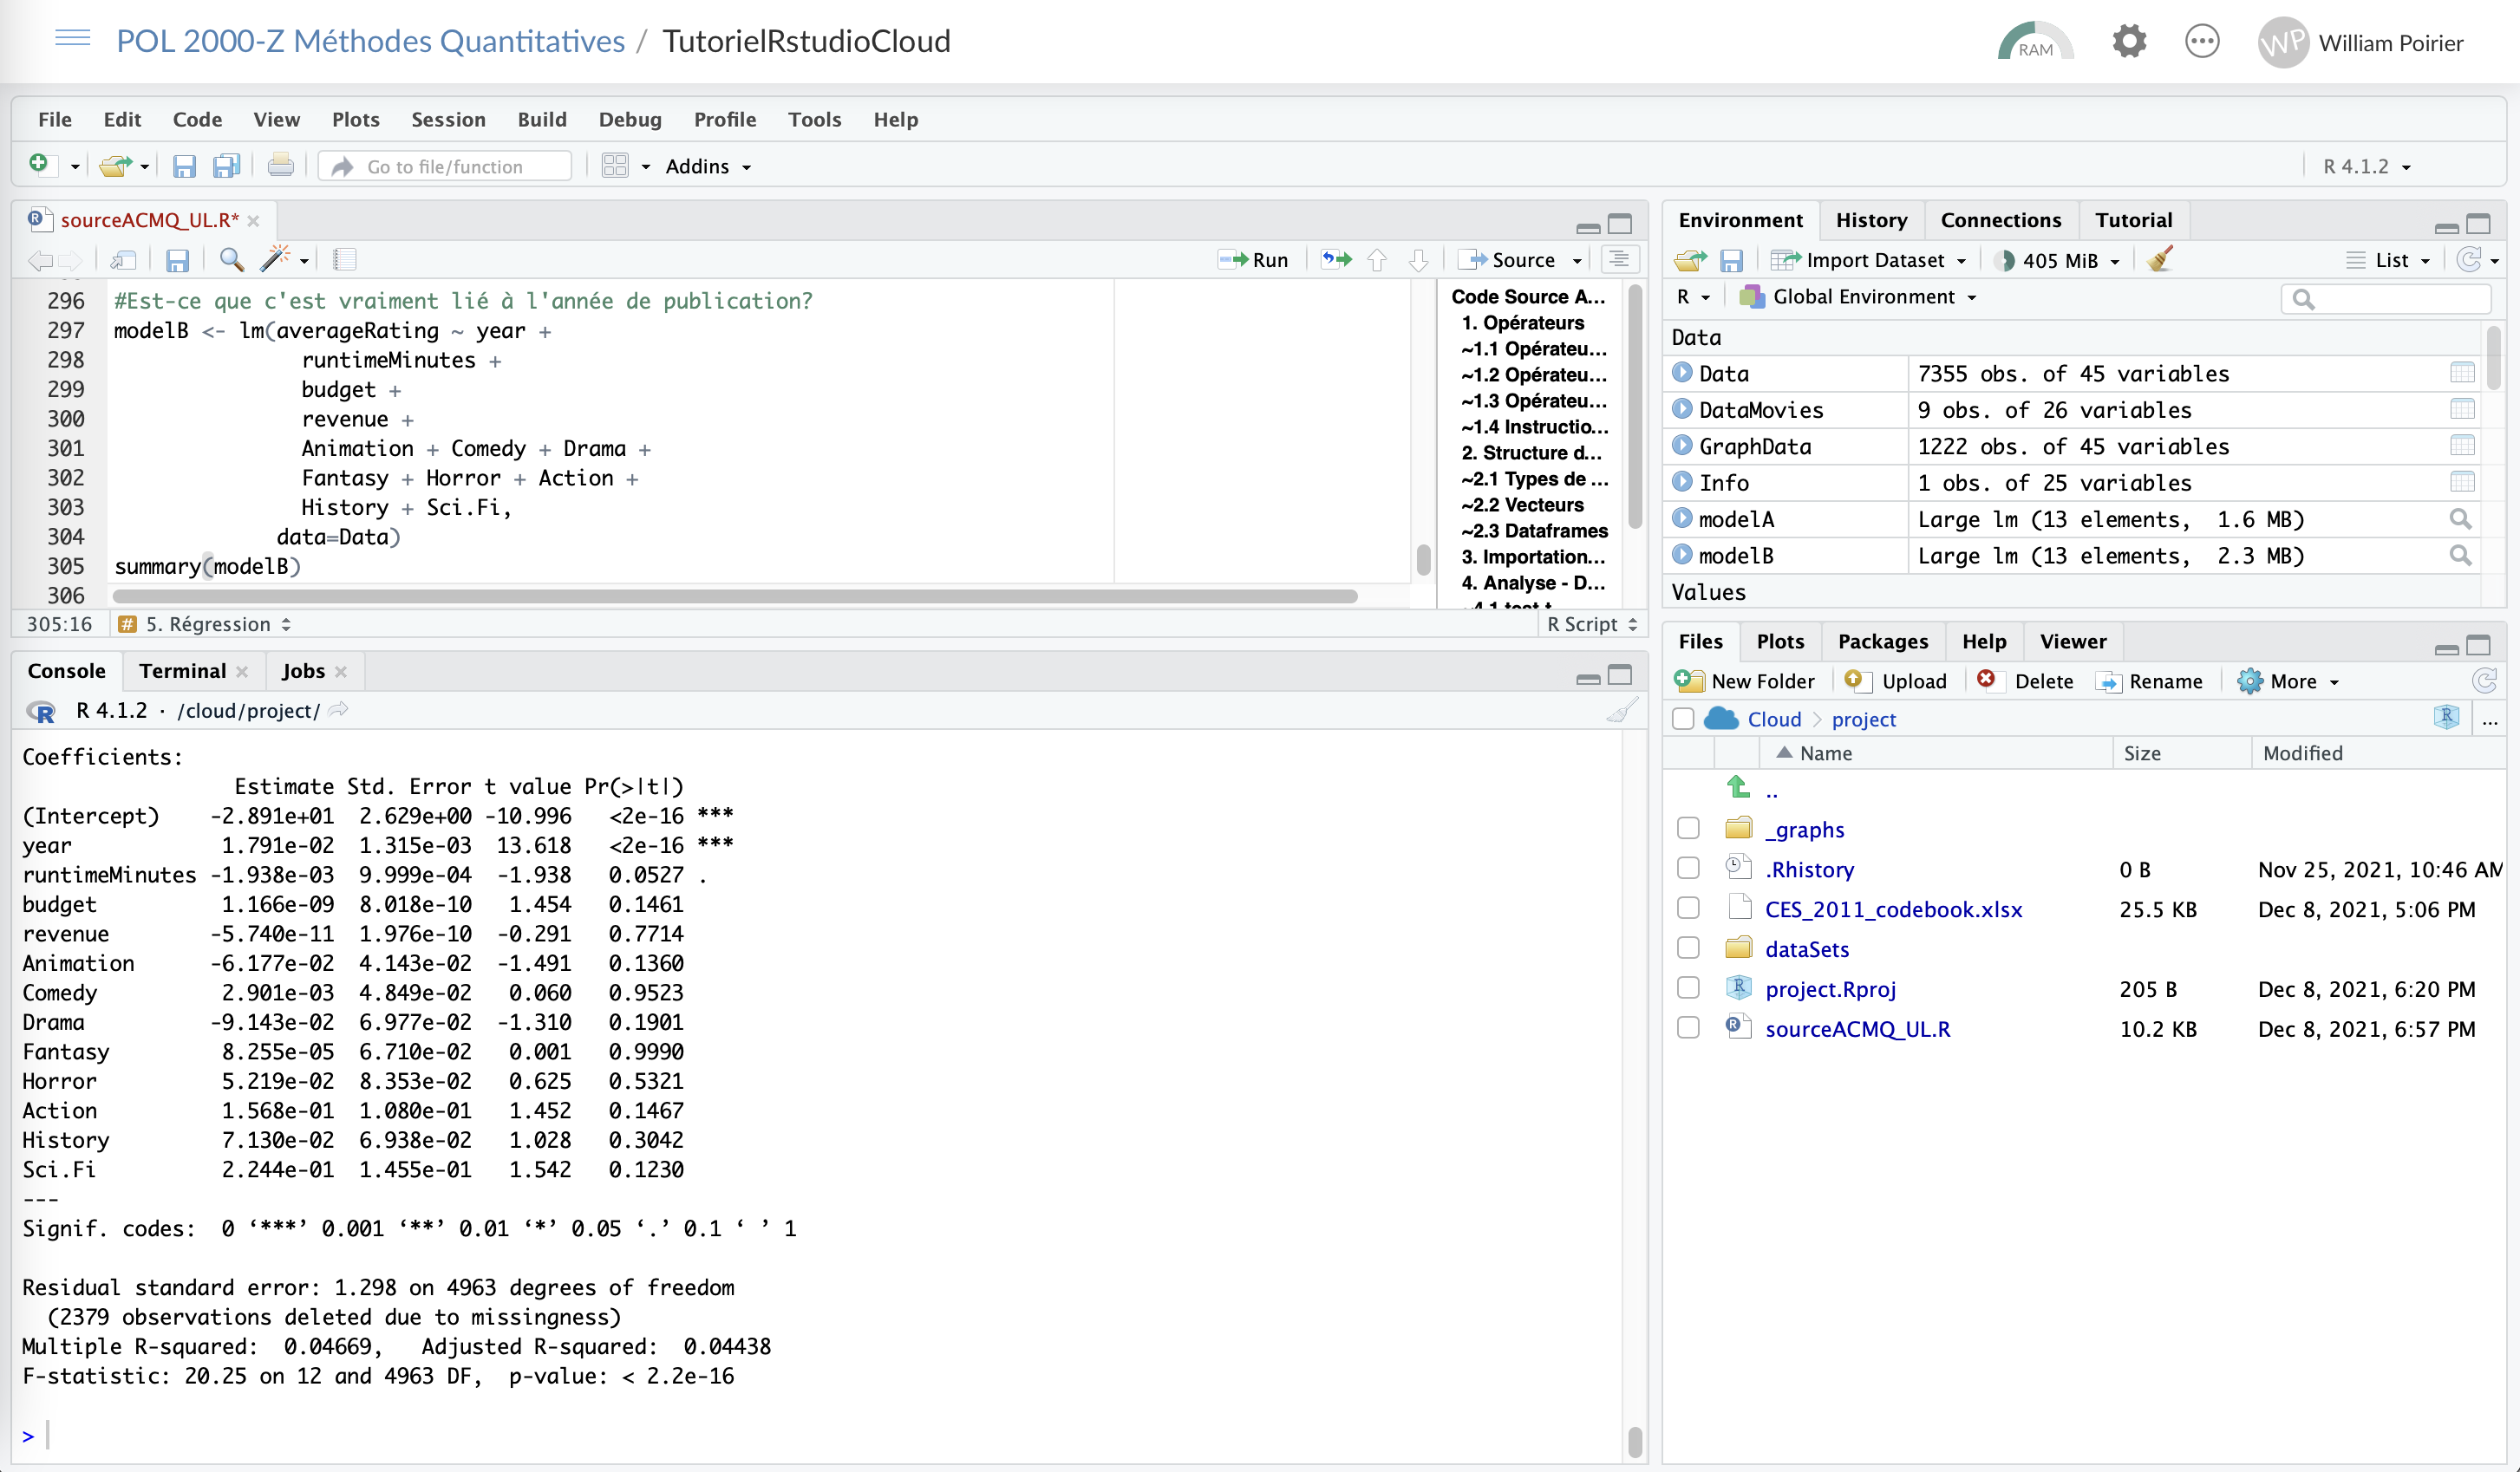 POL 2000-Z Méthodes Quantitatives / TutorielRstudioCloud
RAM
WP William Poirier
File Edit Code View Plots Session Build Debug Profile Tools Help
Go to file/function Addins
R 4.1.2
sourceACMQ_UL.R*
Run Source
296 #Est-ce que c'est vraiment lié à l'année de publication?
297 modelB <- lm(averageRating ~ year +
298 runtimeMinutes +
299 budget +
300 revenue +
301 Animation + Comedy + Drama +
302 Fantasy + Horror + Action +
303 History + Sci.Fi,
304 data=Data)
305 summary(modelB)
306
Code Source A...
1. Opérateurs
~1.1 Opérateu...
~1.2 Opérateu...
~1.3 Opérateu...
~1.4 Instructio...
2. Structure d...
~2.1 Types de ...
~2.2 Vecteurs
~2.3 Dataframes
3. Importation...
4. Analyse - D...
~4.1 test t
305:16 # 5. Régression R Script
Console Terminal Jobs
R 4.1.2 · /cloud/project/
Coefficients:
Estimate Std. Error t value Pr(>|t|)
(Intercept) -2.891e+01 2.629e+00 -10.996 <2e-16 ***
year 1.791e-02 1.315e-03 13.618 <2e-16 ***
runtimeMinutes -1.938e-03 9.999e-04 -1.938 0.0527 .
budget 1.166e-09 8.018e-10 1.454 0.1461
revenue -5.740e-11 1.976e-10 -0.291 0.7714
Animation -6.177e-02 4.143e-02 -1.491 0.1360
Comedy 2.901e-03 4.849e-02 0.060 0.9523
Drama -9.143e-02 6.977e-02 -1.310 0.1901
Fantasy 8.255e-05 6.710e-02 0.001 0.9990
Horror 5.219e-02 8.353e-02 0.625 0.5321
Action 1.568e-01 1.080e-01 1.452 0.1467
History 7.130e-02 6.938e-02 1.028 0.3042
Sci.Fi 2.244e-01 1.455e-01 1.542 0.1230
---
Signif. codes: 0 ‘***’ 0.001 ‘**’ 0.01 ‘*’ 0.05 ‘.’ 0.1 ‘ ’ 1
Residual standard error: 1.298 on 4963 degrees of freedom
(2379 observations deleted due to missingness)
Multiple R-squared: 0.04669, Adjusted R-squared: 0.04438
F-statistic: 20.25 on 12 and 4963 DF, p-value: < 2.2e-16
>
Environment History Connections Tutorial
Import Dataset 405 MiB List
R Global Environment
Data
Data 7355 obs. of 45 variables
DataMovies 9 obs. of 26 variables
GraphData 1222 obs. of 45 variables
Info 1 obs. of 25 variables
modelA Large lm (13 elements, 1.6 MB)
modelB Large lm (13 elements, 2.3 MB)
Values
Files Plots Packages Help Viewer
New Folder Upload Delete Rename More
Cloud project ...
Name Size Modified
..
_graphs
.Rhistory 0 B Nov 25, 2021, 10:46 AM
CES_2011_codebook.xlsx 25.5 KB Dec 8, 2021, 5:06 PM
dataSets
project.Rproj 205 B Dec 8, 2021, 6:20 PM
sourceACMQ_UL.R 10.2 KB Dec 8, 2021, 6:57 PM